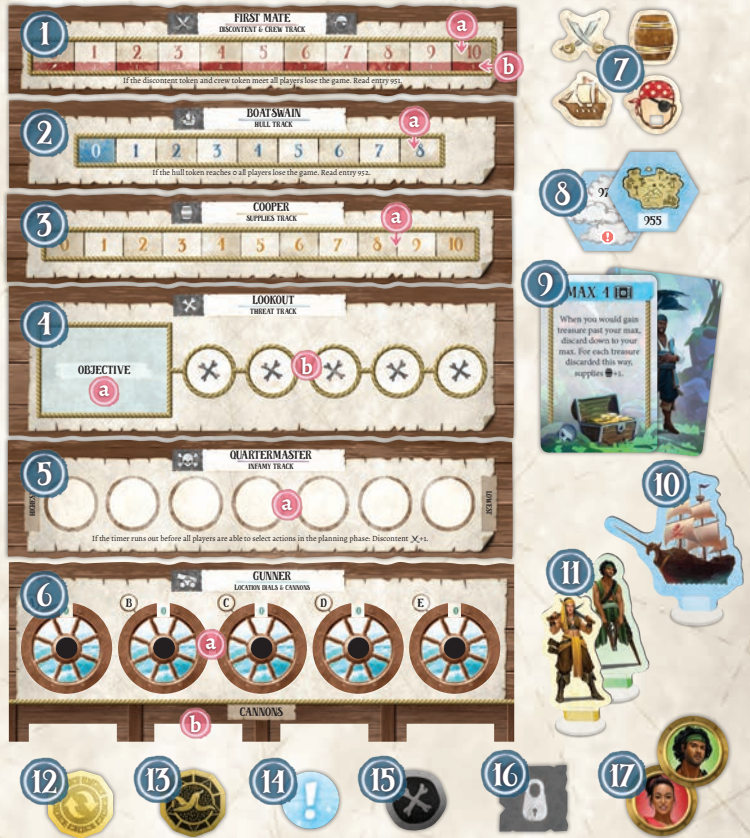 1
FIRST MATE
DISCONTENT & CREW TRACK
a
1 2 3 4 5 6 7 8 9 10
b
If the discontent token and crew token meet all players lose the game. Read entry 951.
2
BOATSWAIN
HULL TRACK
a
0 1 2 3 4 5 6 7 8
If the hull token reaches 0 all players lose the game. Read entry 952.
3
COOPER
SUPPLIES TRACK
a
0 1 2 3 4 5 6 7 8 9 10
4
LOOKOUT
THREAT TRACK
OBJECTIVE
a
b
5
QUARTERMASTER
INFAMY TRACK
LOWEST
a
If the timer runs out before all players are able to select actions in the planning phase: Discontent +1.
6
GUNNER
LOCATION DIALS & CANNONS
0 B 0 C 0 D 0 E 0
a
CANNONS
b
7
8
97
955
!
9
MAX 4
When you would gain
treasure past your max,
discard down to your
max. For each treasure
discarded this way,
supplies +1.
10
11
12
13
14
!
15
16
17